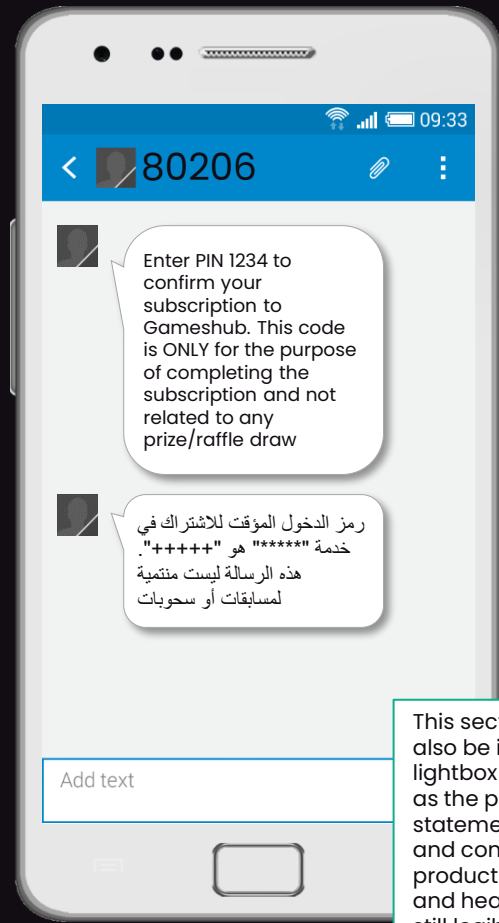 09:33
80206
Enter PIN 1234 to
confirm your
subscription to
Gameshub. This code
is ONLY for the purpose
of completing the
subscription and not
related to any
prize/raffle draw
رمز الدخول المؤقت للاشتراك في
خدمة "*****" هو "+++++".
هذه الرسالة ليست منتمية
لمسابقات أو سحوبات
Add text
This sec
also be i
lightbox
as the p
stateme
and con
product
and hea